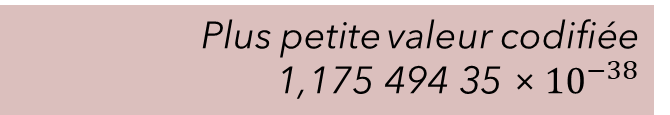 Plus petite valeur codifiée
1,175 494 35 × 10⁻³⁸